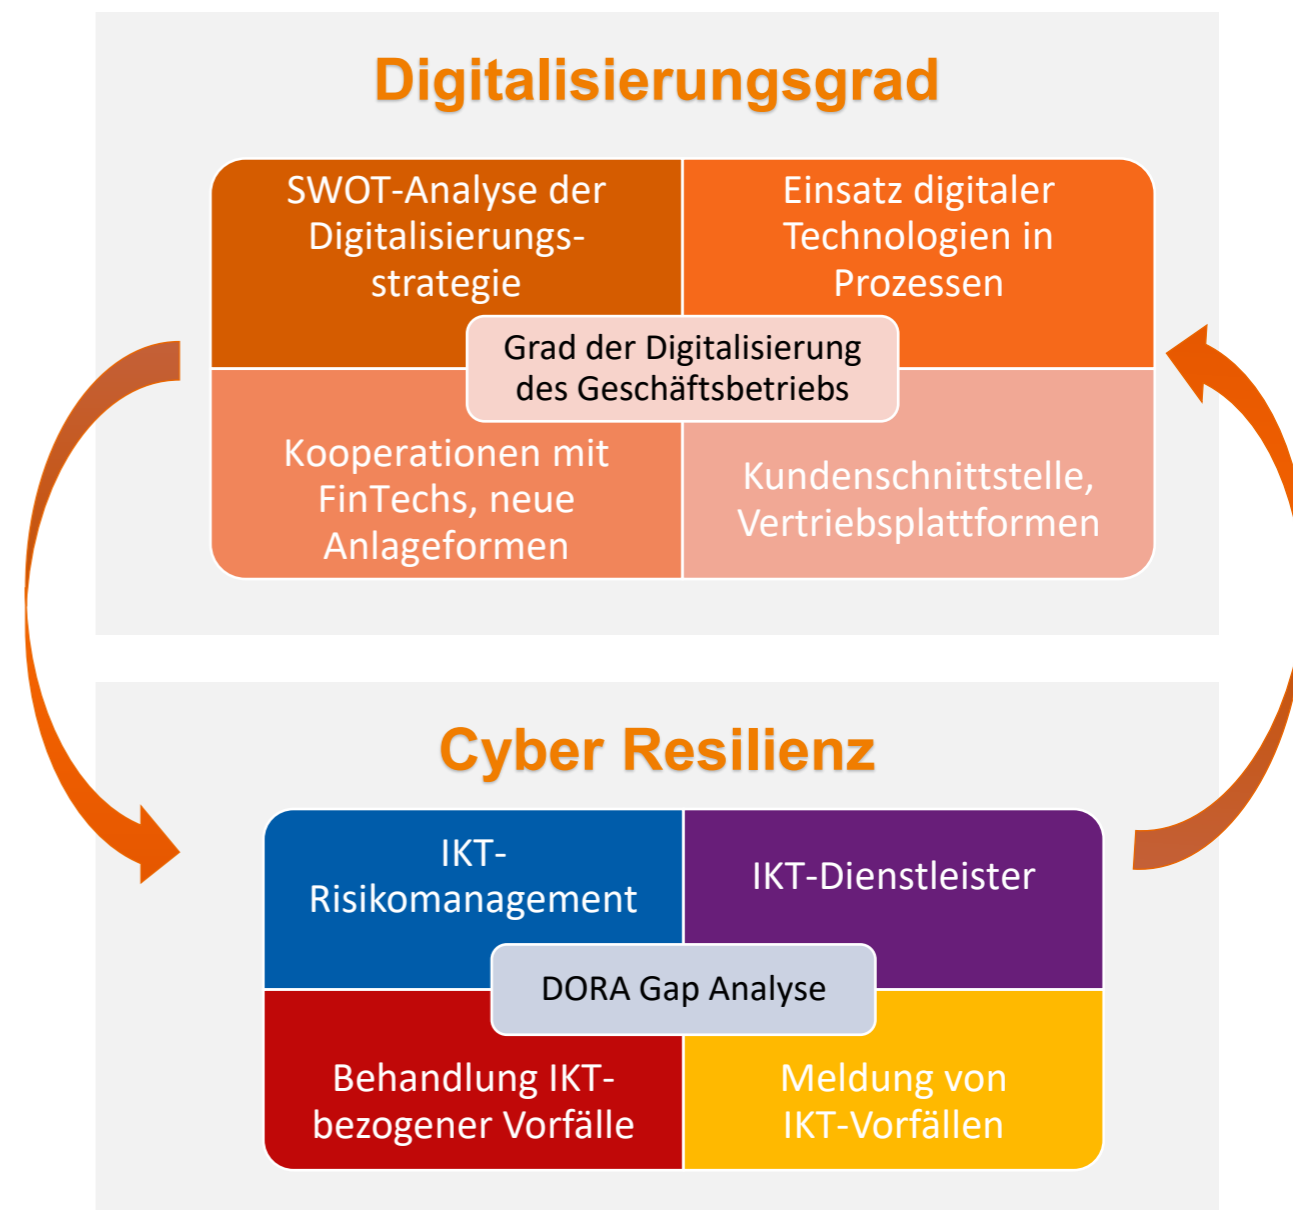 Digitalisierungsgrad
SWOT-Analyse der
Digitalisierungs-
strategie
Einsatz digitaler
Technologien in
Prozessen
Grad der Digitalisierung
des Geschäftsbetriebs
Kooperationen mit
FinTechs, neue
Anlageformen
Kundenschnittstelle,
Vertriebsplattformen
Cyber Resilienz
IKT-
Risikomanagement
IKT-Dienstleister
DORA Gap Analyse
Behandlung IKT-
bezogener Vorfälle
Meldung von
IKT-Vorfällen